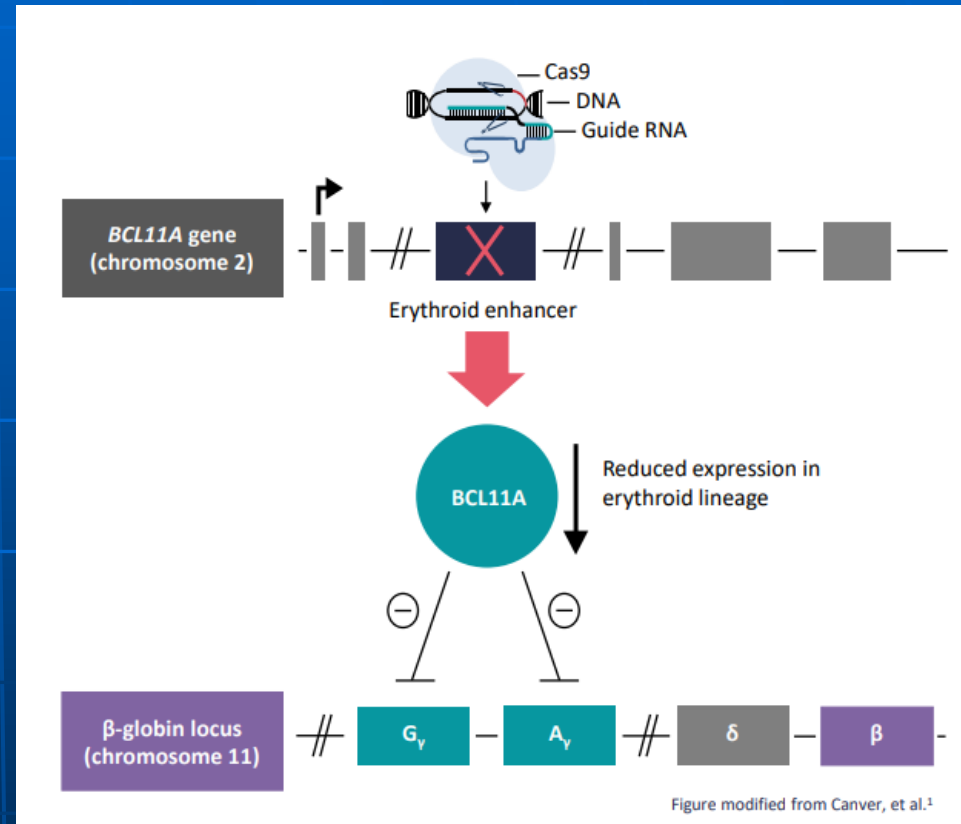 Cas9
DNA
Guide RNA
BCL11A gene
(chromosome 2)
Erythroid enhancer
BCL11A
Reduced expression in
erythroid lineage
β-globin locus
(chromosome 11)
Gγ
Aγ
δ
β
Figure modified from Canver, et al.¹